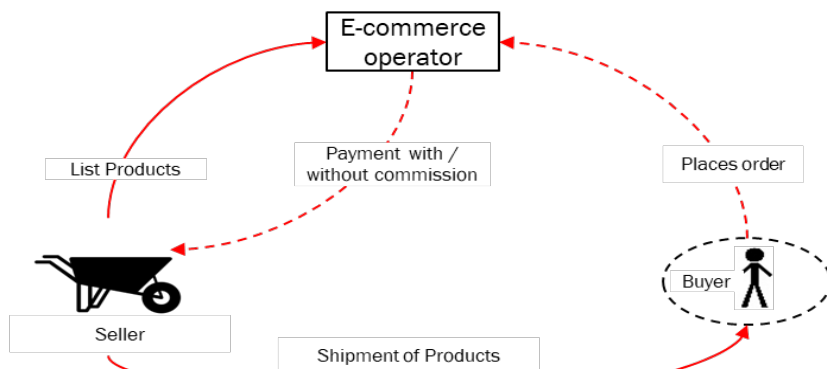 E-commerce
operator
List Products
Payment with /
without commission
Places order
Buyer
Seller
Shipment of Products